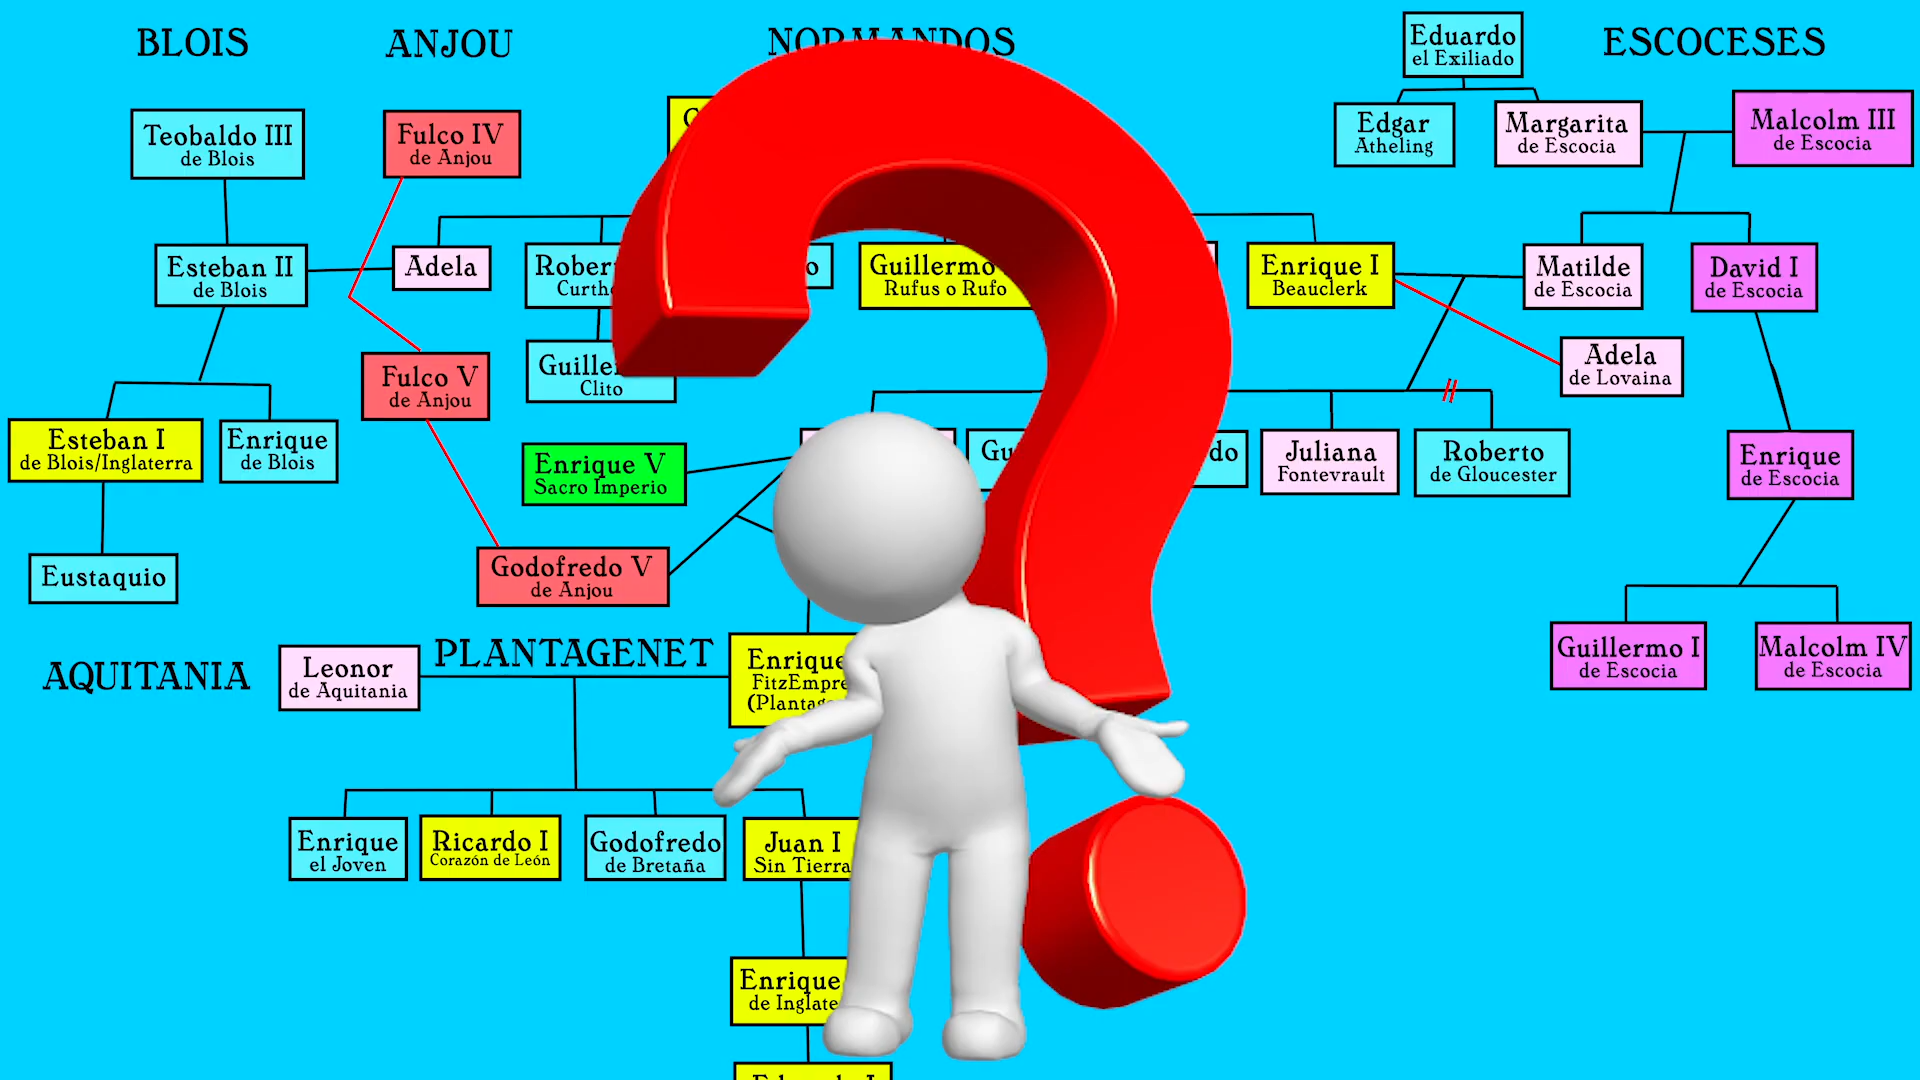 BLOIS
ANJOU
NORMANDOS
ESCOCESES
Eduardo
el Exiliado
Teobaldo III
de Blois
Fulco IV
de Anjou
Edgar
Atheling
Margarita
de Escocia
Malcolm III
de Escocia
Esteban II
de Blois
Adela
Guillermo
Rufus o Rufo
Enrique I
Beauclerk
Matilde
de Escocia
David I
de Escocia
Fulco V
de Anjou
Clito
Adela
de Lovaina
Esteban I
de Blois/Inglaterra
Enrique
de Blois
Enrique V
Sacro Imperio
Juliana
Fontevrault
Roberto
de Gloucester
Enrique
de Escocia
Eustaquio
Godofredo V
de Anjou
AQUITANIA
Leonor
de Aquitania
PLANTAGENET
Enrique
Guillermo I
de Escocia
Malcolm IV
de Escocia
Enrique
el Joven
Ricardo I
Corazón de León
Godofredo
de Bretaña
Juan I
Sin Tierra
Enrique
de